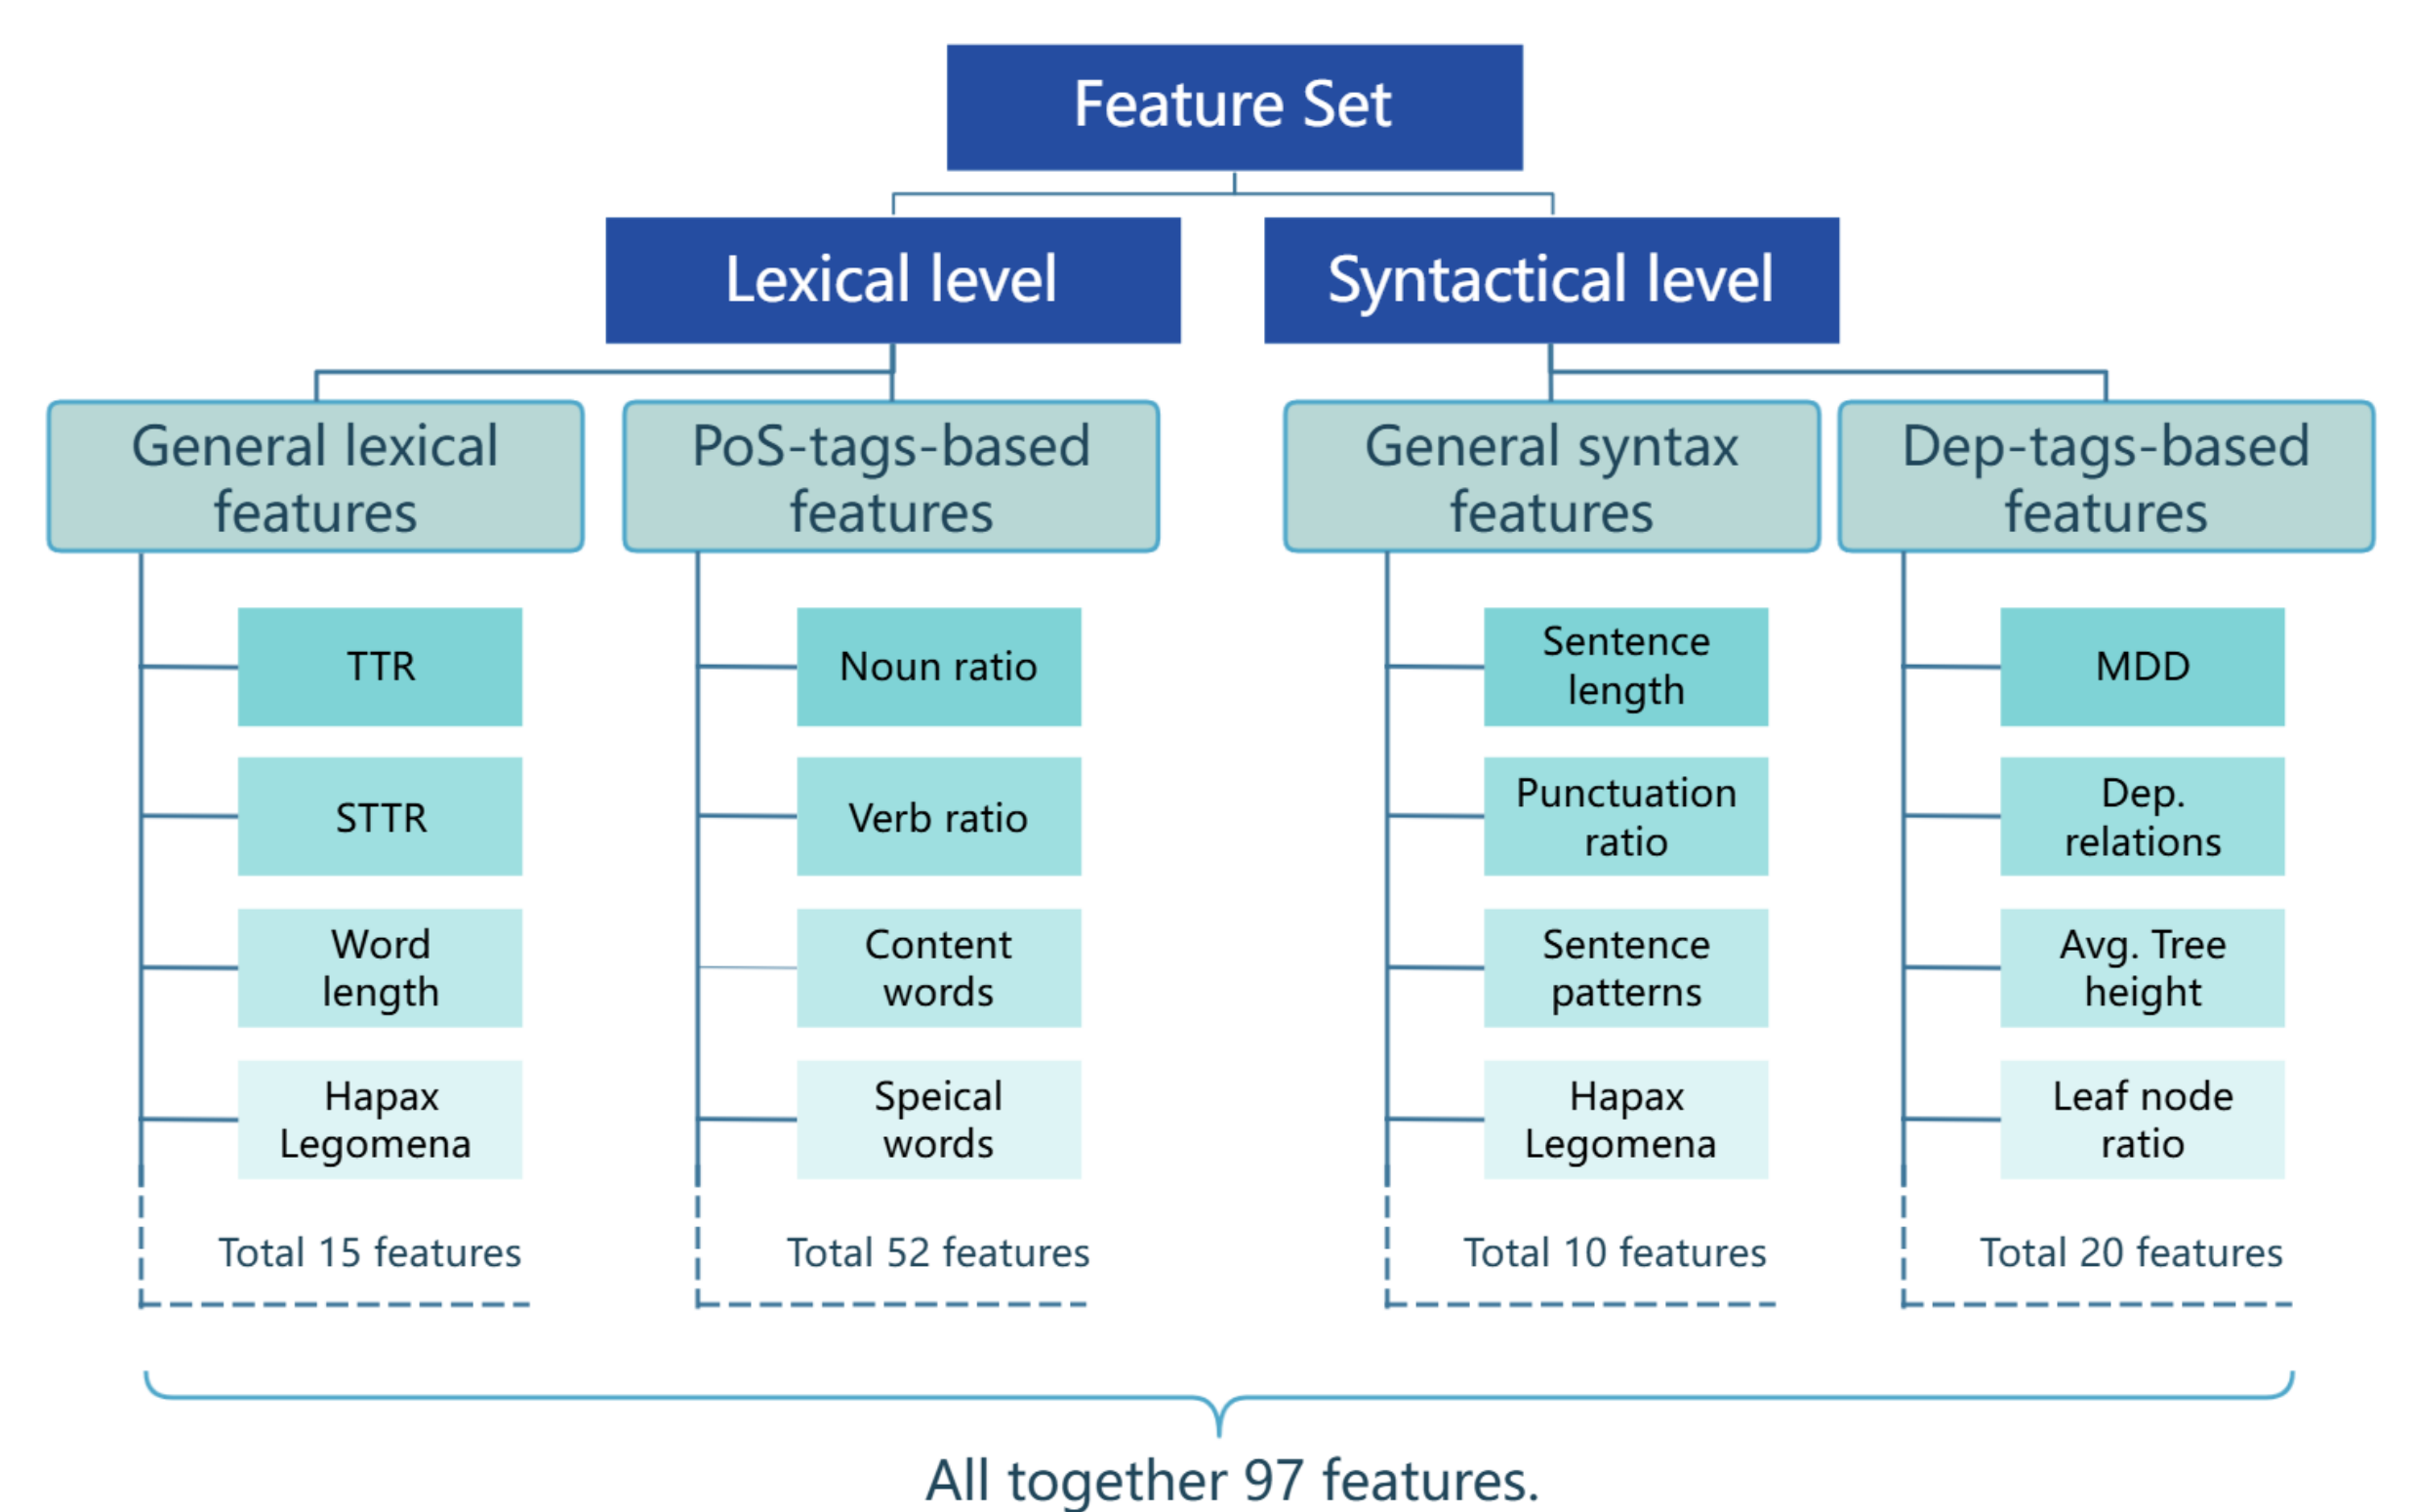 Feature Set
Lexical level
Syntactical level
General lexical
features
PoS-tags-based
features
General syntax
features
Dep-tags-based
features
TTR
STTR
Word
length
Hapax
Legomena
Total 15 features
Noun ratio
Verb ratio
Content
words
Speical
words
Total 52 features
Sentence
length
Punctuation
ratio
Sentence
patterns
Hapax
Legomena
Total 10 features
MDD
Dep.
relations
Avg. Tree
height
Leaf node
ratio
Total 20 features
All together 97 features.